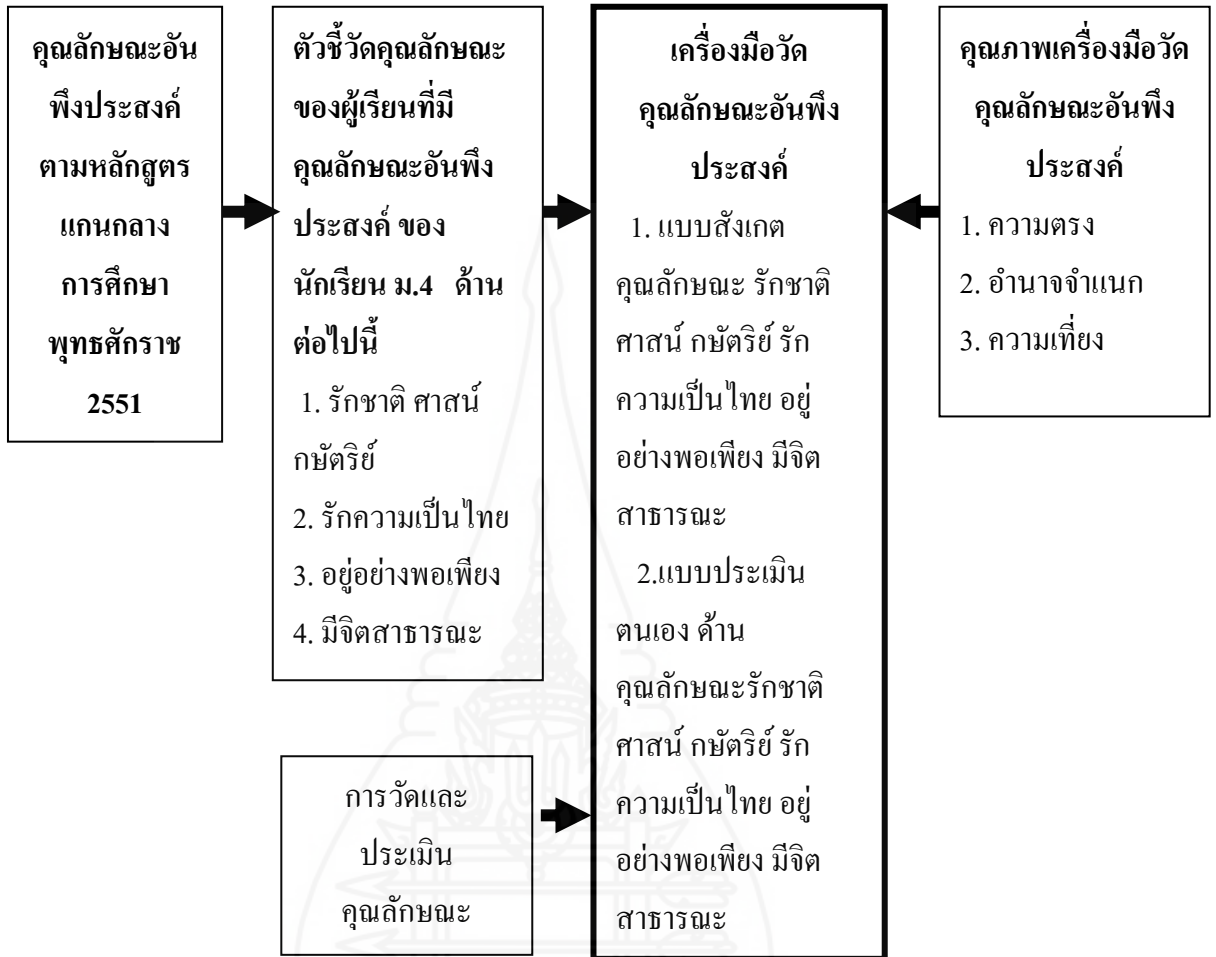 คุณลักษณะอัน
พึงประสงค์
ตามหลักสูตร
แกนกลาง
การศึกษา
พุทธศักราช
2551
ตัวชี้วัดคุณลักษณะ
ของผู้เรียนที่มี
คุณลักษณะอันพึง
ประสงค์ ของ
นักเรียน ม.4 ด้าน
ต่อไปนี้
1. รักชาติ ศาสน์
กษัตริย์
2. รักความเป็นไทย
3. อยู่อย่างพอเพียง
4. มีจิตสาธารณะ
การวัดและ
ประเมิน
คุณลักษณะ
เครื่องมือวัด
คุณลักษณะอันพึง
ประสงค์
1. แบบสังเกต
คุณลักษณะ รักชาติ
ศาสน์ กษัตริย์ รัก
ความเป็นไทย อยู่
อย่างพอเพียง มีจิต
สาธารณะ
2.แบบประเมิน
ตนเอง ด้าน
คุณลักษณะรักชาติ
ศาสน์ กษัตริย์ รัก
ความเป็นไทย อยู่
อย่างพอเพียง มีจิต
สาธารณะ
คุณภาพเครื่องมือวัด
คุณลักษณะอันพึง
ประสงค์
1. ความตรง
2. อำนาจจำแนก
3. ความเที่ยง